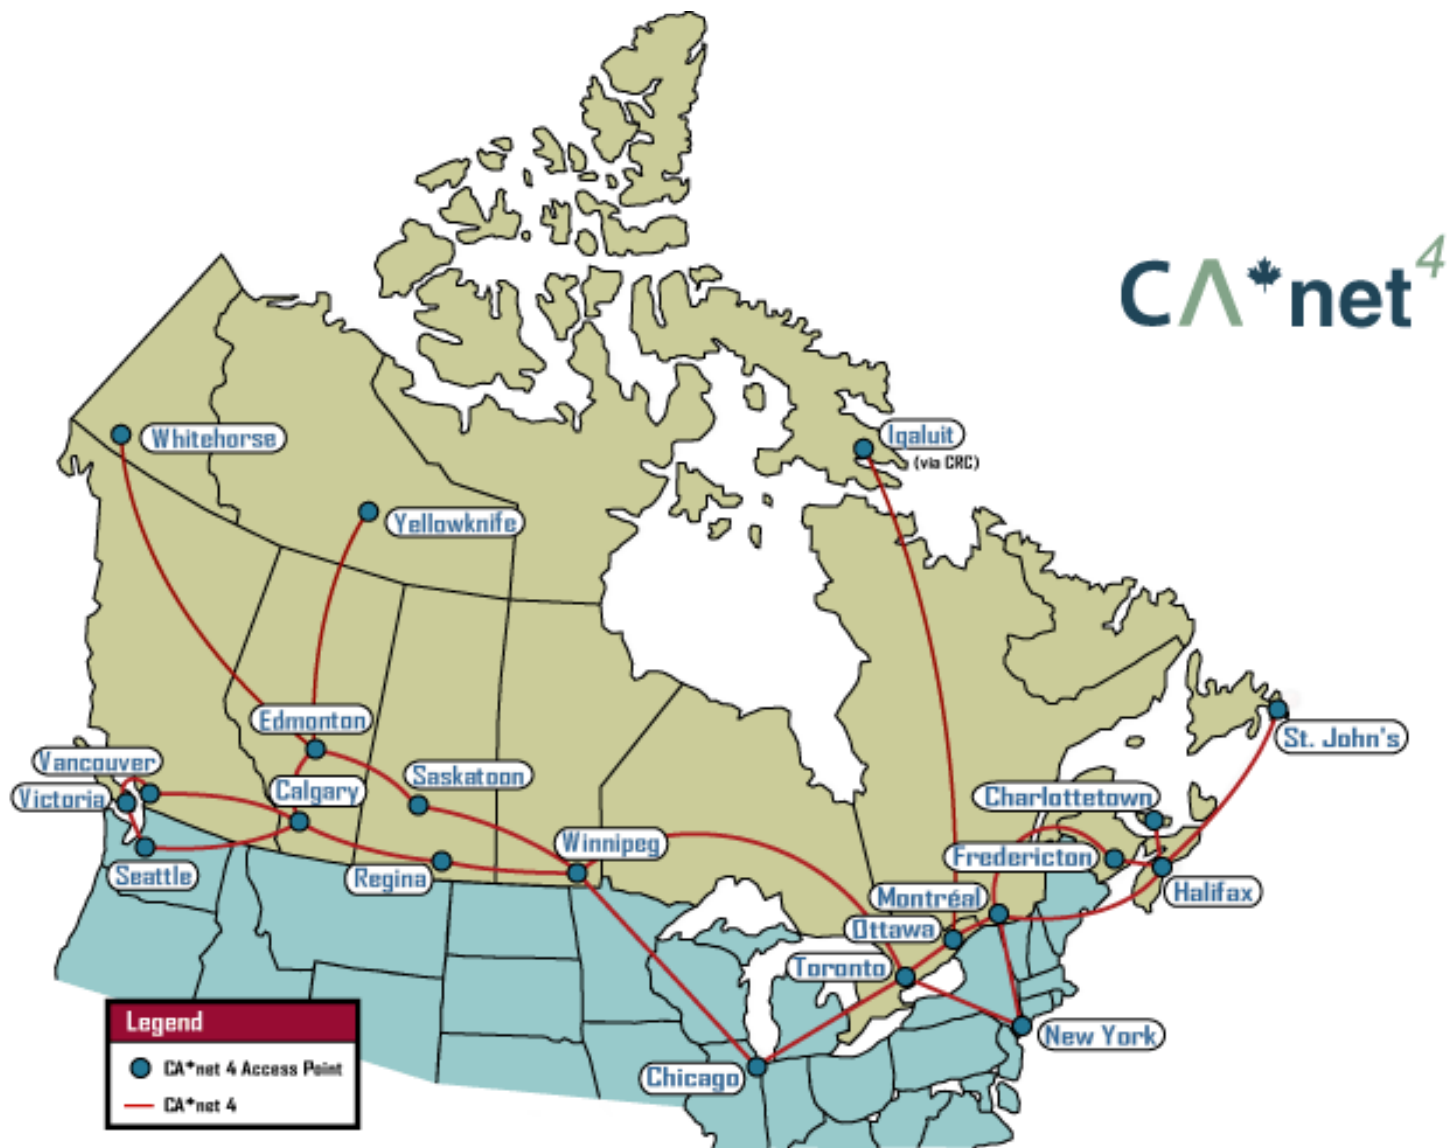 CA*net 4
Whitehorse
Iqaluit
(via CRC)
Yellowknife
Edmonton
St. John's
Vancouver
Saskatoon
Calgary
Victoria
Charlottetown
Winnipeg
Fredericton
Seattle
Regina
Halifax
Montréal
Ottawa
Toronto
New York
Chicago
Legend
CA*net 4 Access Point
CA*net 4